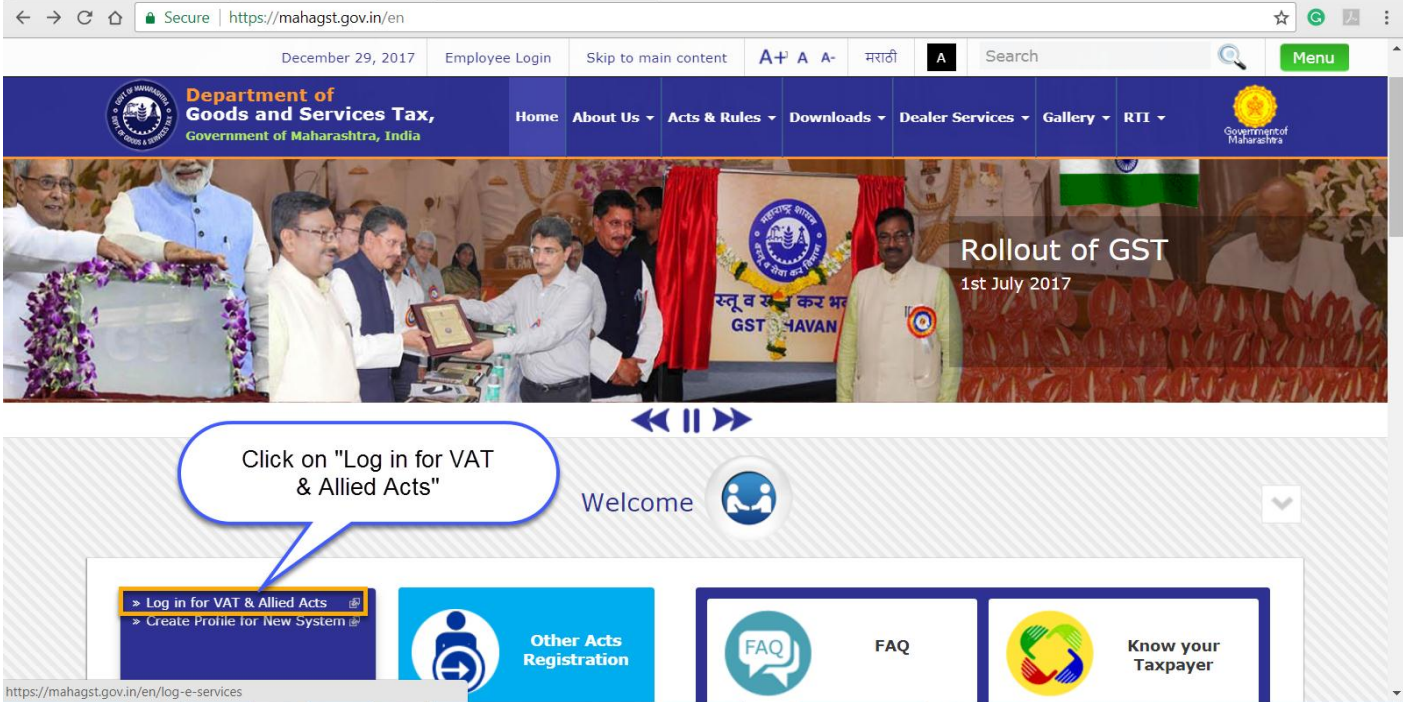 Secure | https://mahagst.gov.in/en
December 29, 2017 Employee Login Skip to main content A+ A A- मराठी A Search Menu
Department of
Goods and Services Tax,
Government of Maharashtra, India
Home About Us Acts & Rules Downloads Dealer Services Gallery RTI
Government of
Maharashtra
महाराष्ट्र शासन
GST
GST BHAVAN
Rollout of GST
1st July 2017
Click on "Log in for VAT
& Allied Acts"
Welcome
» Log in for VAT & Allied Acts
» Create Profile for New System
Other Acts
Registration
FAQ
FAQ
Know your
Taxpayer
https://mahagst.gov.in/en/log-e-services